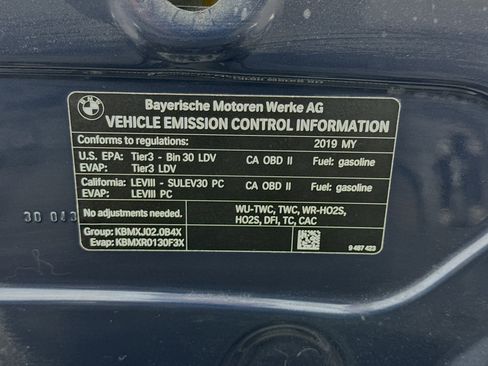 BMW
Bayerische Motoren Werke AG
VEHICLE EMISSION CONTROL INFORMATION
Conforms to regulations: 2019 MY
U.S. EPA: Tier3 - Bin 30 LDV CA OBD II Fuel: gasoline
EVAP: Tier3 LDV
California: LEVIII - SULEV30 PC CA OBD II Fuel: gasoline
EVAP: LEVIII PC
No adjustments needed. WU-TWC, TWC, WR-HO2S,
HO2S, DFI, TC, CAC
Group: KBMXJ02.0B4X
Evap: KBMXR0130F3X
9 487 423
30 043